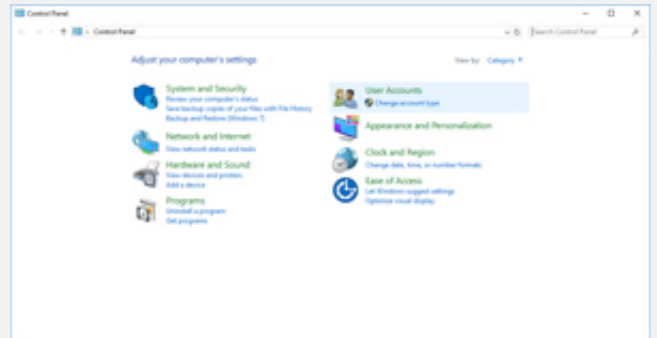 Control Panel
Control Panel
Search Control Panel
Adjust your computer's settings
View by: Category
System and Security
Review your computer's status
Save backup copies of your files with File History
Backup and Restore (Windows 7)
Network and Internet
View network status and tasks
Hardware and Sound
View devices and printers
Add a device
Programs
Uninstall a program
Get programs
User Accounts
Change account type
Appearance and Personalization
Clock and Region
Change date, time, or number formats
Ease of Access
Let Windows suggest settings
Optimize visual display